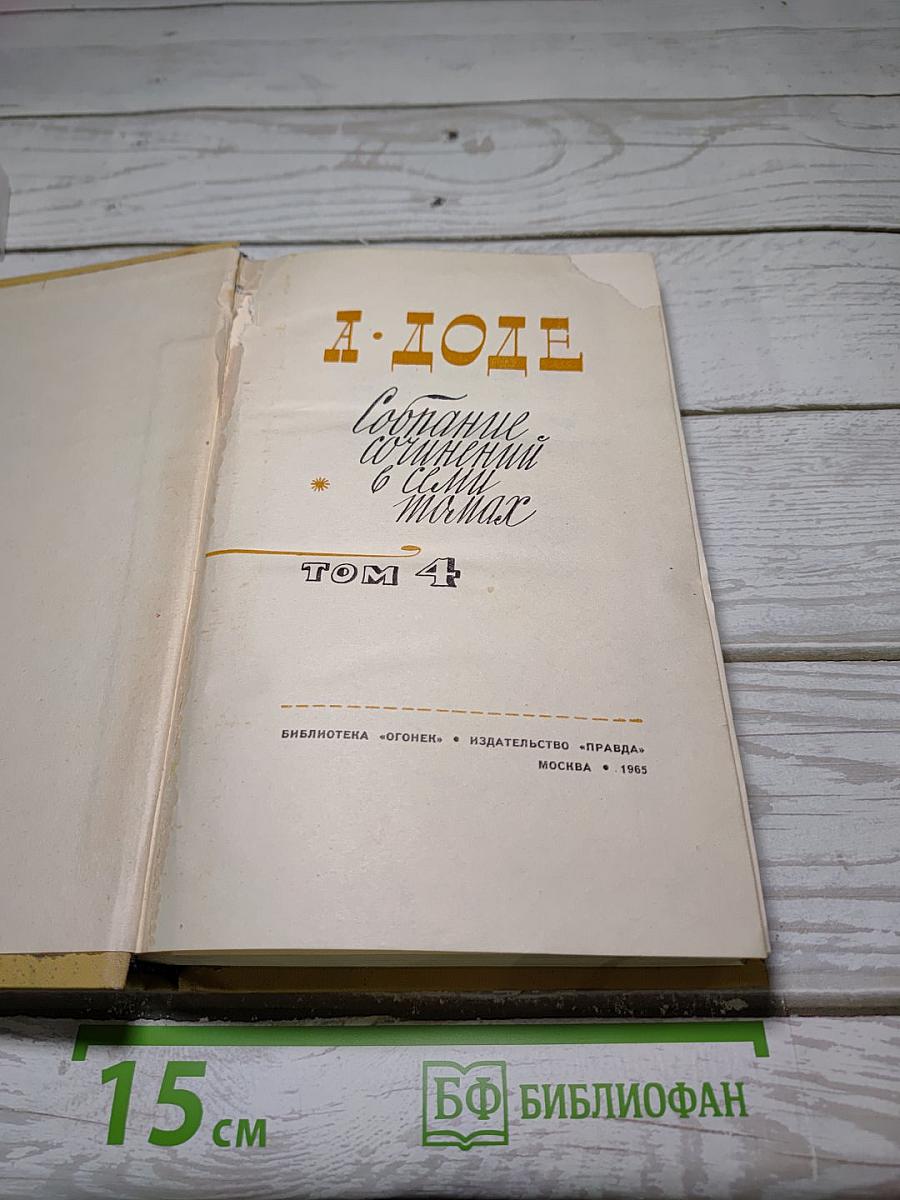 А • ДОДЕ
Собрание
сочинений
в семи
томах
ТОМ 4
БИБЛИОТЕКА «ОГОНЕК» • ИЗДАТЕЛЬСТВО «ПРАВДА»
МОСКВА • 1965
15 см
БФ БИБЛИОФАН